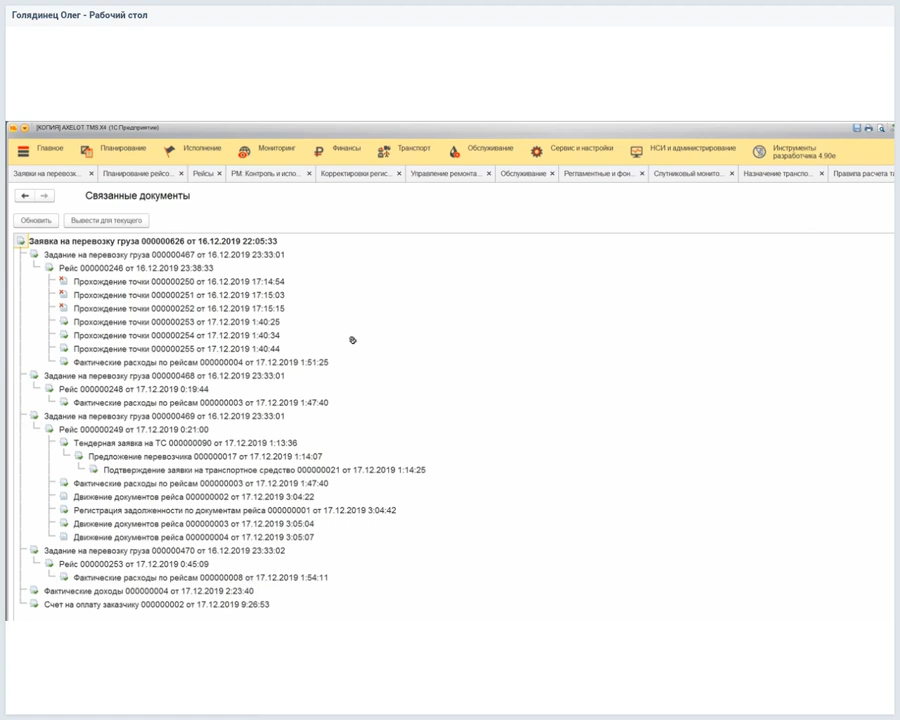 Голядинец Олег - Рабочий стол
[КОПИЯ] AXELOT TMS X4 (1С:Предприятие)
Главное Планирование Исполнение Мониторинг Финансы Транспорт Обслуживание Сервис и настройки НСИ и администрирование Инструменты разработчика 4.90e
Заявки на перевозк... × Планирование рейсо... × Рейсы × РМ: Контроль и испо... × Корректировки регис... × Управление ремонта... × Обслуживание × Регламентные и фон... × Спутниковый монито... × Назначение транспо... × Правила расчета
Связанные документы
Обновить Вывести для текущего
Заявка на перевозку груза 000000626 от 16.12.2019 22:05:33
Задание на перевозку груза 000000467 от 16.12.2019 23:33:01
Рейс 000000246 от 16.12.2019 23:38:33
Прохождение точки 000000250 от 16.12.2019 17:14:54
Прохождение точки 000000251 от 16.12.2019 17:15:03
Прохождение точки 000000252 от 16.12.2019 17:15:15
Прохождение точки 000000253 от 17.12.2019 1:40:25
Прохождение точки 000000254 от 17.12.2019 1:40:34
Прохождение точки 000000255 от 17.12.2019 1:40:44
Фактические расходы по рейсам 000000004 от 17.12.2019 1:51:25
Задание на перевозку груза 000000468 от 16.12.2019 23:33:01
Рейс 000000248 от 17.12.2019 0:19:44
Фактические расходы по рейсам 000000003 от 17.12.2019 1:47:40
Задание на перевозку груза 000000469 от 16.12.2019 23:33:01
Рейс 000000249 от 17.12.2019 0:21:00
Тендерная заявка на ТС 000000090 от 17.12.2019 1:13:36
Предложение перевозчика 000000017 от 17.12.2019 1:14:07
Подтверждение заявки на транспортное средство 000000021 от 17.12.2019 1:14:25
Фактические расходы по рейсам 000000003 от 17.12.2019 1:47:40
Движение документов рейса 000000002 от 17.12.2019 3:04:22
Регистрация задолженности по документам рейса 000000001 от 17.12.2019 3:04:42
Движение документов рейса 000000003 от 17.12.2019 3:05:04
Движение документов рейса 000000004 от 17.12.2019 3:05:07
Задание на перевозку груза 000000470 от 16.12.2019 23:33:02
Рейс 000000253 от 17.12.2019 0:45:09
Фактические расходы по рейсам 000000008 от 17.12.2019 1:54:11
Фактические доходы 000000004 от 17.12.2019 2:23:40
Счет на оплату заказчику 000000002 от 17.12.2019 9:26:53